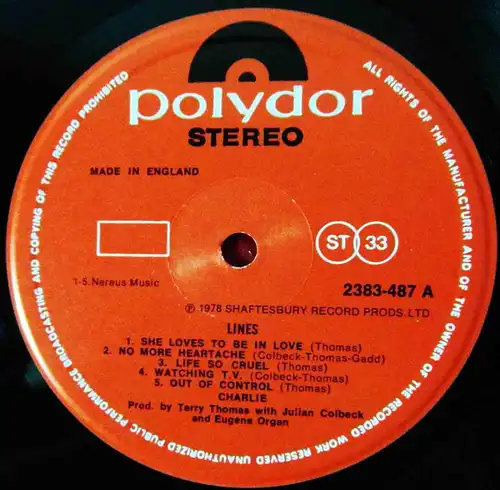 polydor
STEREO
MADE IN ENGLAND
ST 33
1-5. Nereus Music
2383-487 A
℗ 1978 SHAFTESBURY RECORD PRODS. LTD
LINES
1. SHE LOVES TO BE IN LOVE (Thomas)
2. NO MORE HEARTACHE (Colbeck-Thomas-Gadd)
3. LIFE SO CRUEL (Thomas)
4. WATCHING T.V. (Colbeck-Thomas)
5. OUT OF CONTROL (Thomas)
CHARLIE
Prod. by Terry Thomas with Julian Colbeck
and Eugene Organ
ALL RIGHTS OF THE MANUFACTURER AND OF THE OWNER OF THE RECORDED WORK RESERVED UNAUTHORIZED PUBLIC PERFORMANCE BROADCASTING AND COPYING OF THIS RECORD PROHIBITED